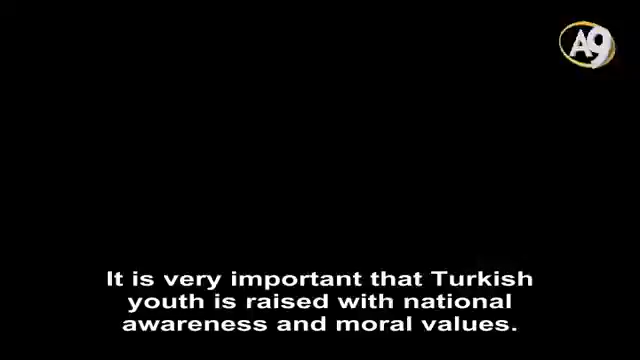 A9
It is very important that Turkish
youth is raised with national
awareness and moral values.